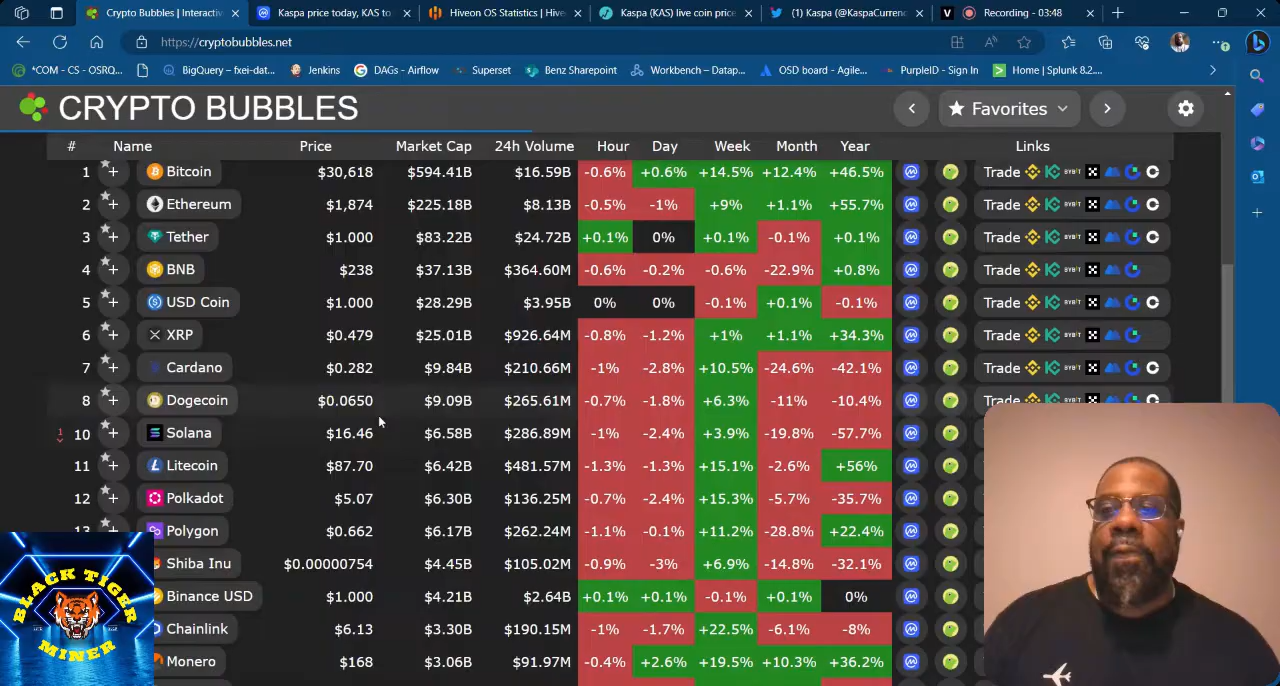 Crypto Bubbles | Interactiv
Kaspa price today, KAS to
Hiveon OS Statistics | Hive
Kaspa (KAS) live coin price
(1) Kaspa (@KaspaCurrenc
V
Recording - 03:48
https://cryptobubbles.net
*COM - CS - OSRQ...
BigQuery – fxei-dat...
Jenkins
DAGs - Airflow
Superset
Benz Sharepoint
Workbench – Datap...
OSD board - Agile...
PurpleID - Sign In
Home | Splunk 8.2....
CRYPTO BUBBLES
Favorites
# Name Price Market Cap 24h Volume Hour Day Week Month Year Links
1 Bitcoin $30,618 $594.41B $16.59B -0.6% +0.6% +14.5% +12.4% +46.5% Trade BYBIT
2 Ethereum $1,874 $225.18B $8.13B -0.5% -1% +9% +1.1% +55.7% Trade BYBIT
3 Tether $1.000 $83.22B $24.72B +0.1% 0% +0.1% -0.1% +0.1% Trade BYBIT
4 BNB $238 $37.13B $364.60M -0.6% -0.2% -0.6% -22.9% +0.8% Trade BYBIT
5 USD Coin $1.000 $28.29B $3.95B 0% 0% -0.1% +0.1% -0.1% Trade BYBIT
6 XRP $0.479 $25.01B $926.64M -0.8% -1.2% +1% +1.1% +34.3% Trade BYBIT
7 Cardano $0.282 $9.84B $210.66M -1% -2.8% +10.5% -24.6% -42.1% Trade BYBIT
8 Dogecoin $0.0650 $9.09B $265.61M -0.7% -1.8% +6.3% -11% -10.4% Trade BYBIT
1 10 Solana $16.46 $6.58B $286.89M -1% -2.4% +3.9% -19.8% -57.7%
11 Litecoin $87.70 $6.42B $481.57M -1.3% -1.3% +15.1% -2.6% +56%
12 Polkadot $5.07 $6.30B $136.25M -0.7% -2.4% +15.3% -5.7% -35.7%
13 Polygon $0.662 $6.17B $262.24M -1.1% -0.1% +11.2% -28.8% +22.4%
Shiba Inu $0.00000754 $4.45B $105.02M -0.9% -3% +6.9% -14.8% -32.1%
Binance USD $1.000 $4.21B $2.64B +0.1% +0.1% -0.1% +0.1% 0%
Chainlink $6.13 $3.30B $190.15M -1% -1.7% +22.5% -6.1% -8%
Monero $168 $3.06B $91.97M -0.4% +2.6% +19.5% +10.3% +36.2%
BLACK TIGER
MINER